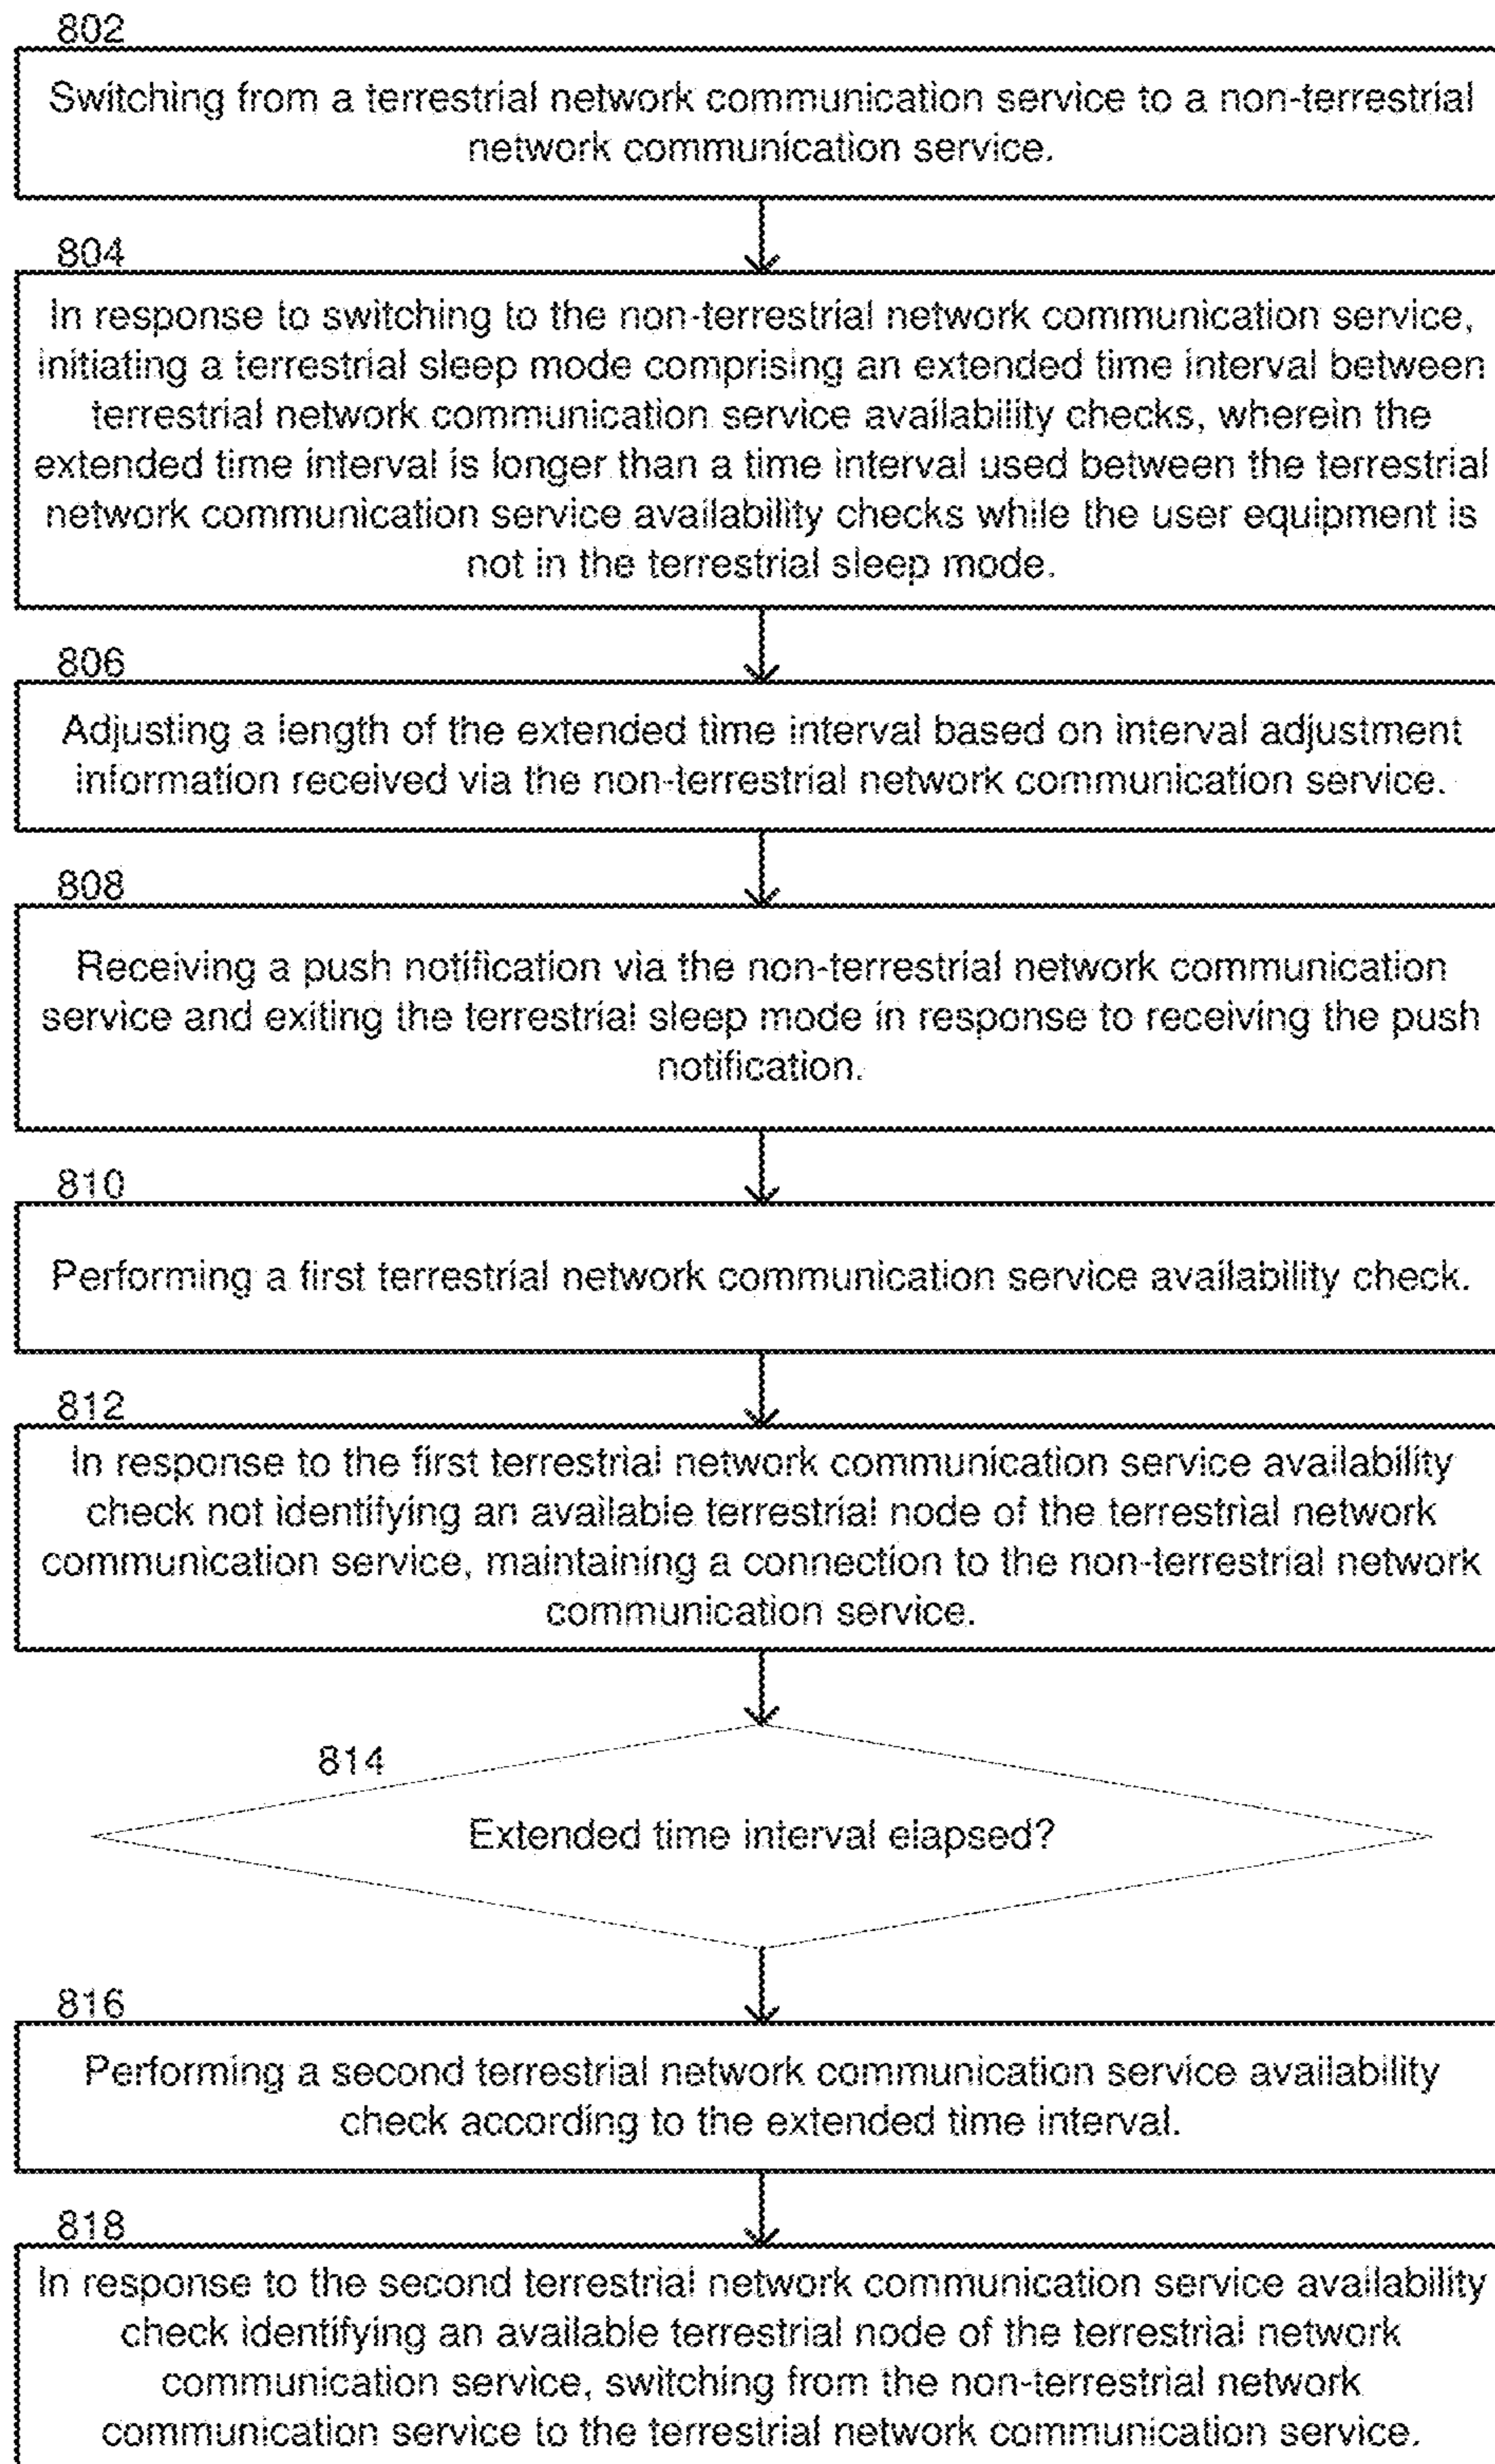 802
Switching from a terrestrial network communication service to a non-terrestrial
network communication service.
804
In response to switching to the non-terrestrial network communication service,
initiating a terrestrial sleep mode comprising an extended time interval between
terrestrial network communication service availability checks, wherein the
extended time interval is longer than a time interval used between the terrestrial
network communication service availability checks while the user equipment is
not in the terrestrial sleep mode.
806
Adjusting a length of the extended time interval based on interval adjustment
information received via the non-terrestrial network communication service.
808
Receiving a push notification via the non-terrestrial network communication
service and exiting the terrestrial sleep mode in response to receiving the push
notification.
810
Performing a first terrestrial network communication service availability check.
812
In response to the first terrestrial network communication service availability
check not identifying an available terrestrial node of the terrestrial network
communication service, maintaining a connection to the non-terrestrial network
communication service.
814
Extended time interval elapsed?
816
Performing a second terrestrial network communication service availability
check according to the extended time interval.
818
In response to the second terrestrial network communication service availability
check identifying an available terrestrial node of the terrestrial network
communication service, switching from the non-terrestrial network
communication service to the terrestrial network communication service.